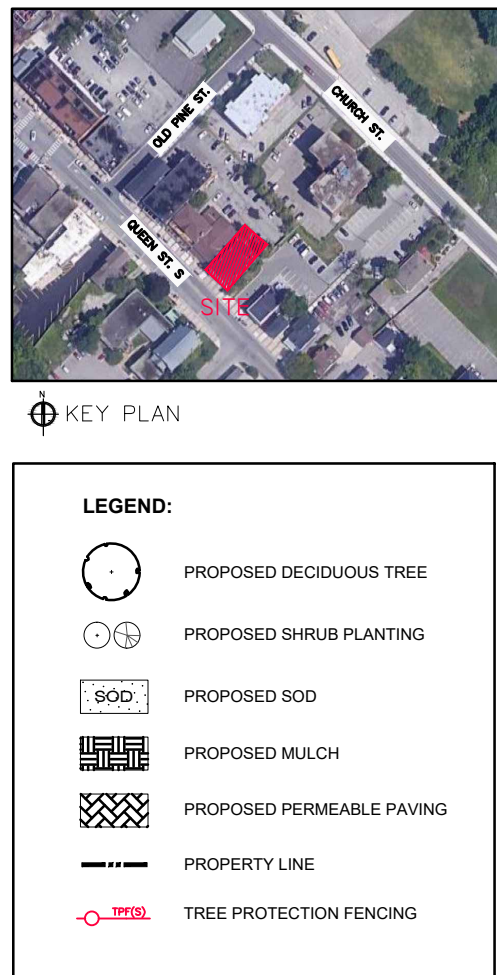 OLD PINE ST.
CHURCH ST.
QUEEN ST. S
SITE
N
KEY PLAN
LEGEND:
PROPOSED DECIDUOUS TREE
PROPOSED SHRUB PLANTING
SOD
PROPOSED SOD
PROPOSED MULCH
PROPOSED PERMEABLE PAVING
PROPERTY LINE
TPF(S)
TREE PROTECTION FENCING